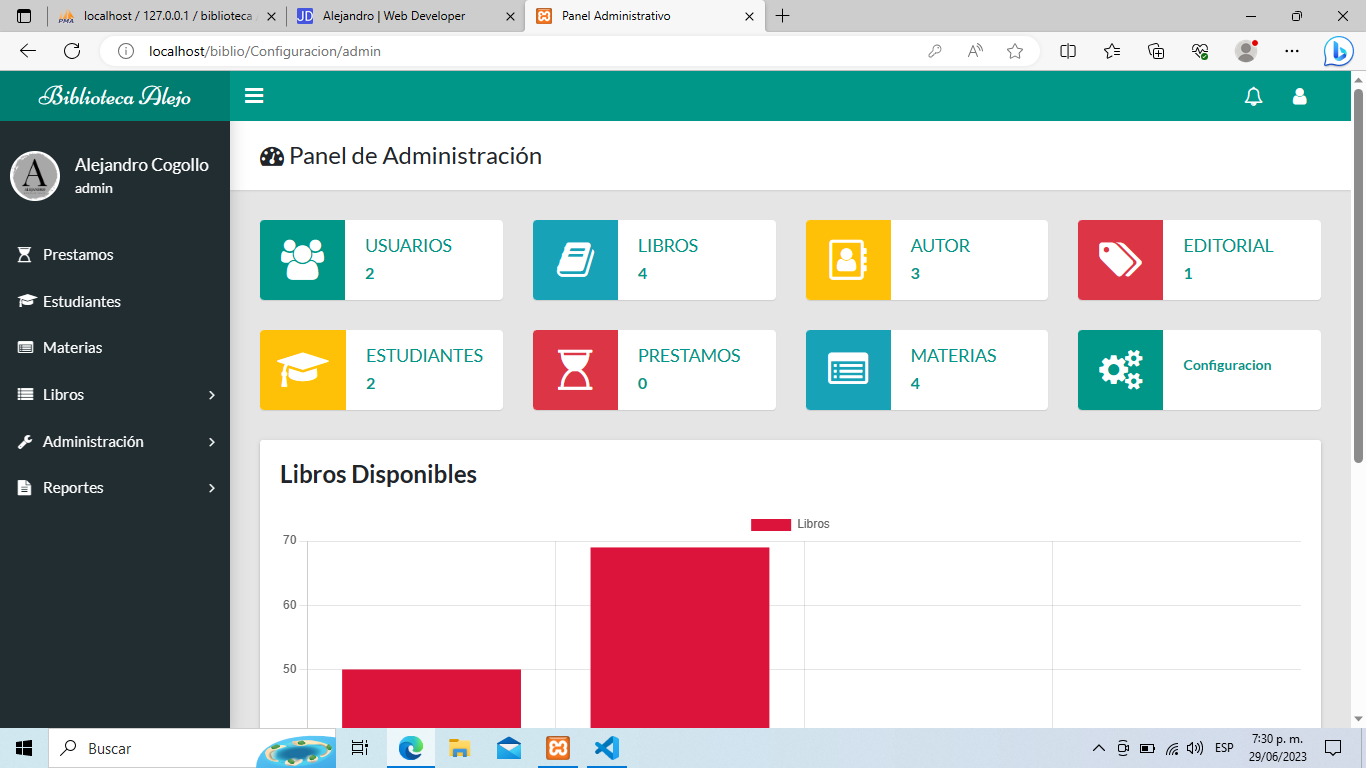 localhost / 127.0.0.1 / biblioteca
Alejandro | Web Developer
Panel Administrativo
localhost/biblio/Configuracion/admin
Biblioteca Alejo
Alejandro Cogollo
admin
Prestamos
Estudiantes
Materias
Libros
Administración
Reportes
Panel de Administración
USUARIOS
2
LIBROS
4
AUTOR
3
EDITORIAL
1
ESTUDIANTES
2
PRESTAMOS
0
MATERIAS
4
Configuracion
Libros Disponibles
Libros
70
60
50
Buscar
ESP
7:30 p. m.
29/06/2023